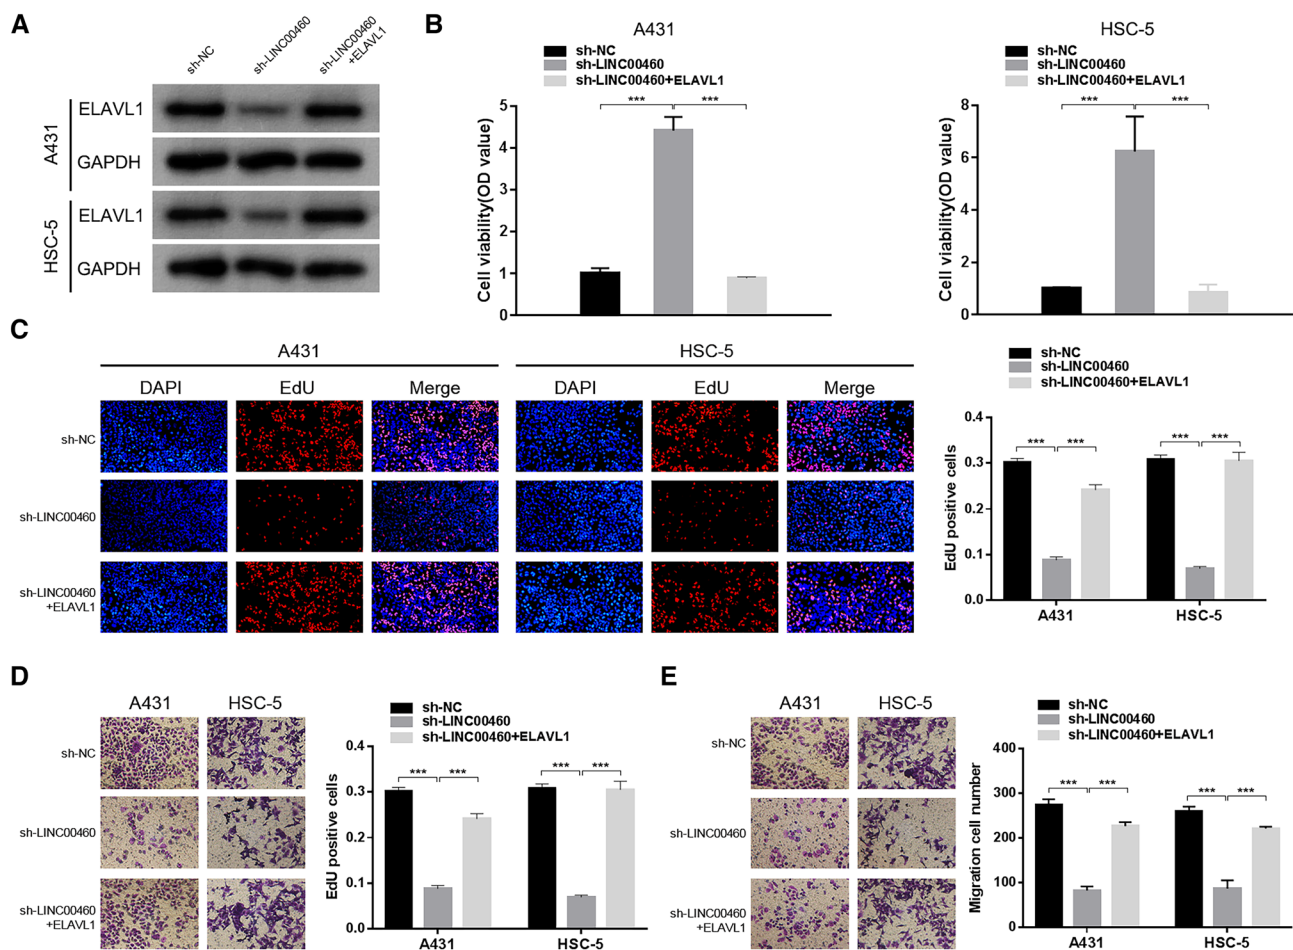 A
sh-NC
sh-LINC00460
sh-LINC00460
+ELAVL1
A431
ELAVL1
GAPDH
HSC-5
ELAVL1
GAPDH
B
A431
sh-NC
sh-LINC00460
sh-LINC00460+ELAVL1
Cell viability(OD value)
5
4
3
2
1
0
***
***
HSC-5
sh-NC
sh-LINC00460
sh-LINC00460+ELAVL1
Cell viability(OD value)
8
6
4
2
0
***
***
C
A431
HSC-5
DAPI
EdU
Merge
DAPI
EdU
Merge
sh-NC
sh-LINC00460
sh-LINC00460
+ELAVL1
sh-NC
sh-LINC00460
sh-LINC00460+ELAVL1
EdU positive cells
0.4
0.3
0.2
0.1
0.0
***
***
***
***
A431
HSC-5
D
A431
HSC-5
sh-NC
sh-LINC00460
sh-LINC00460
+ELAVL1
sh-NC
sh-LINC00460
sh-LINC00460+ELAVL1
EdU positive cells
0.3
0.3
0.1
0.0
***
***
***
***
A431
HSC-5
E
A431
HSC-5
sh-NC
sh-LINC00460
sh-LINC00460
+ELAVL1
sh-NC
sh-LINC00460
sh-LINC00460+ELAVL1
Migration cell number
400
300
200
100
0
***
***
***
***
A431
HSC-5